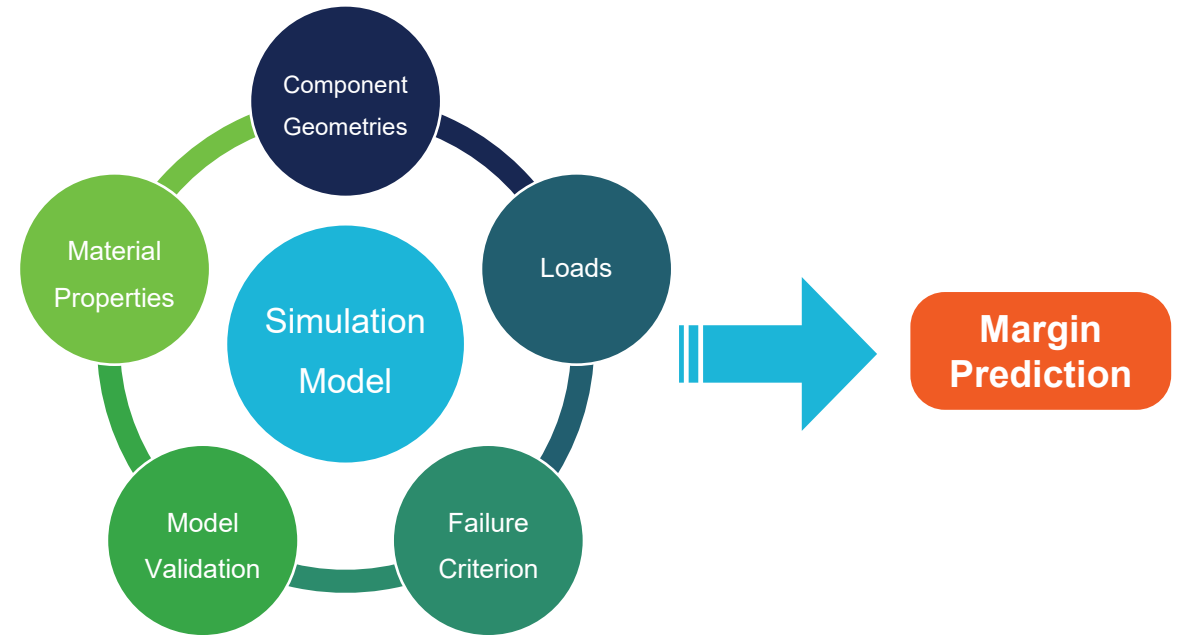 Component
Geometries
Loads
Failure
Criterion
Model
Validation
Material
Properties
Simulation
Model
Margin
Prediction